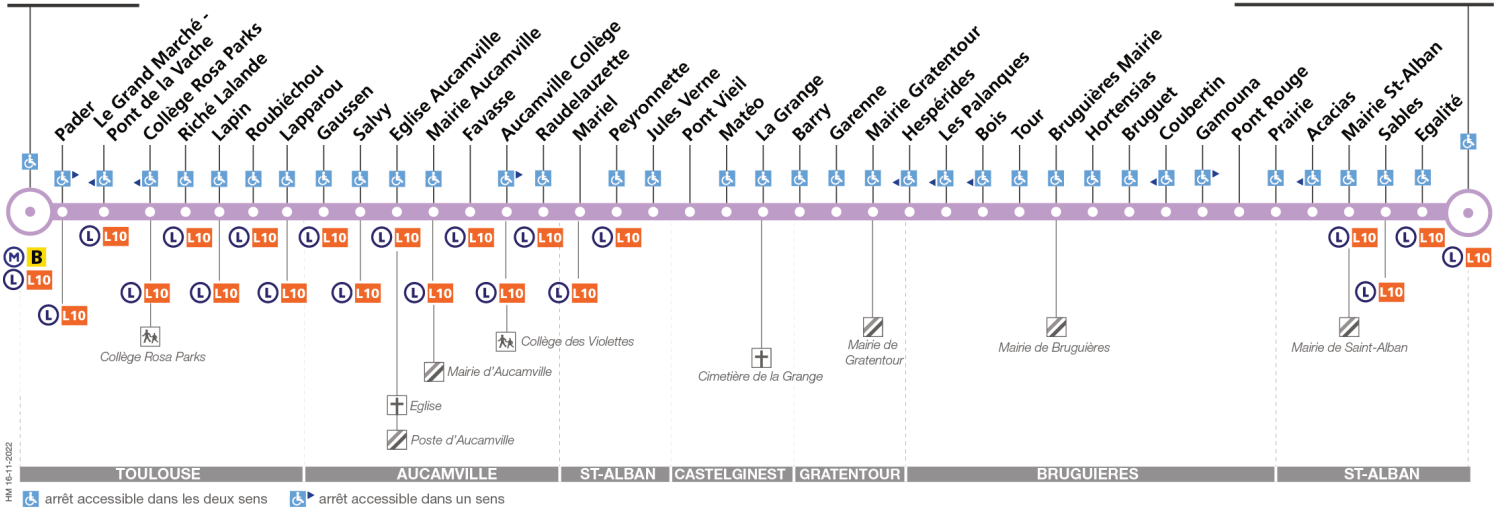 Pader
Le Grand Marché -
Pont de la Vache
Collège Rosa Parks
Riché Lalande
Lapin
Roubiéchou
Lapparou
Gaussen
Salvy
Eglise Aucamville
Mairie Aucamville
Favasse
Aucamville Collège
Raudelauzette
Mariel
Peyronnette
Jules Verne
Pont Vieil
Matéo
La Grange
Barry
Garenne
Mairie Gratentour
Hespérides
Les Palanques
Bois
Tour
Bruguières Mairie
Hortensias
Bruguet
Coubertin
Gamouna
Pont Rouge
Prairie
Acacias
Mairie St-Alban
Sables
Egalité
L L10
L L10
L L10
L L10
L L10
L L10
L L10
L L10
L L10
L L10
M B
L L10
L L10
L L10
L L10
L L10
L L10
L L10
L L10
L L10
L L10
L L10
Collège Rosa Parks
Collège des Violettes
Mairie d'Aucamville
Eglise
Poste d'Aucamville
Cimetière de la Grange
Mairie de
Gratentour
Mairie de Bruguières
Mairie de Saint-Alban
TOULOUSE
AUCAMVILLE
ST-ALBAN
CASTELGINEST
GRATENTOUR
BRUGUIERES
ST-ALBAN
HM 16-11-2022
arrêt accessible dans les deux sens
arrêt accessible dans un sens